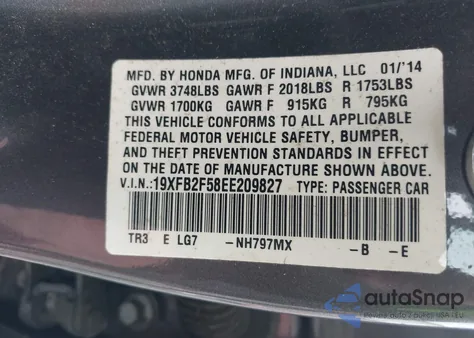 MFD. BY HONDA MFG. OF INDIANA, LLC 01/'14
GVWR 3748LBS GAWR F 2018LBS R 1753LBS
GVWR 1700KG GAWR F 915KG R 795KG
THIS VEHICLE CONFORMS TO ALL APPLICABLE
FEDERAL MOTOR VEHICLE SAFETY, BUMPER,
AND THEFT PREVENTION STANDARDS IN EFFECT
ON THE DATE OF MANUFACTURE SHOWN ABOVE.
V.I.N.:19XFB2F58EE209827 TYPE: PASSENGER CAR
TR3 E LG7 -NH797MX -B -E
autoSnap